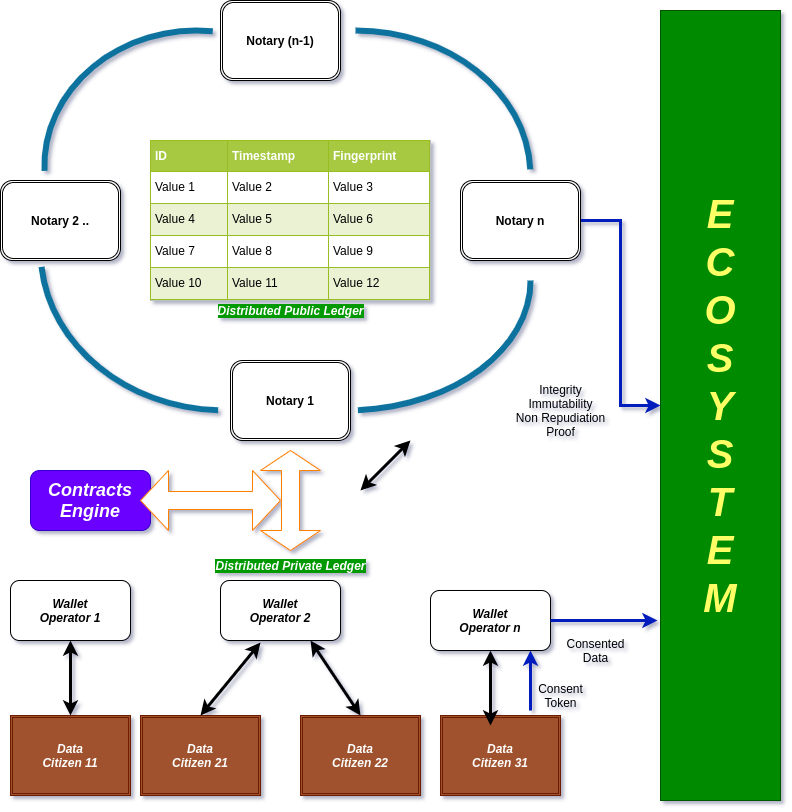 Notary (n-1)
ID Timestamp Fingerprint
Value 1 Value 2 Value 3
Value 4 Value 5 Value 6
Value 7 Value 8 Value 9
Value 10 Value 11 Value 12
Distributed Public Ledger
Notary 2 ..
Notary n
Notary 1
Integrity
Immutability
Non Repudiation
Proof
Contracts
Engine
Distributed Private Ledger
Wallet
Operator 1
Wallet
Operator 2
Wallet
Operator n
Consented
Data
Consent
Token
Data
Citizen 11
Data
Citizen 21
Data
Citizen 22
Data
Citizen 31
E
C
O
S
Y
S
T
E
M